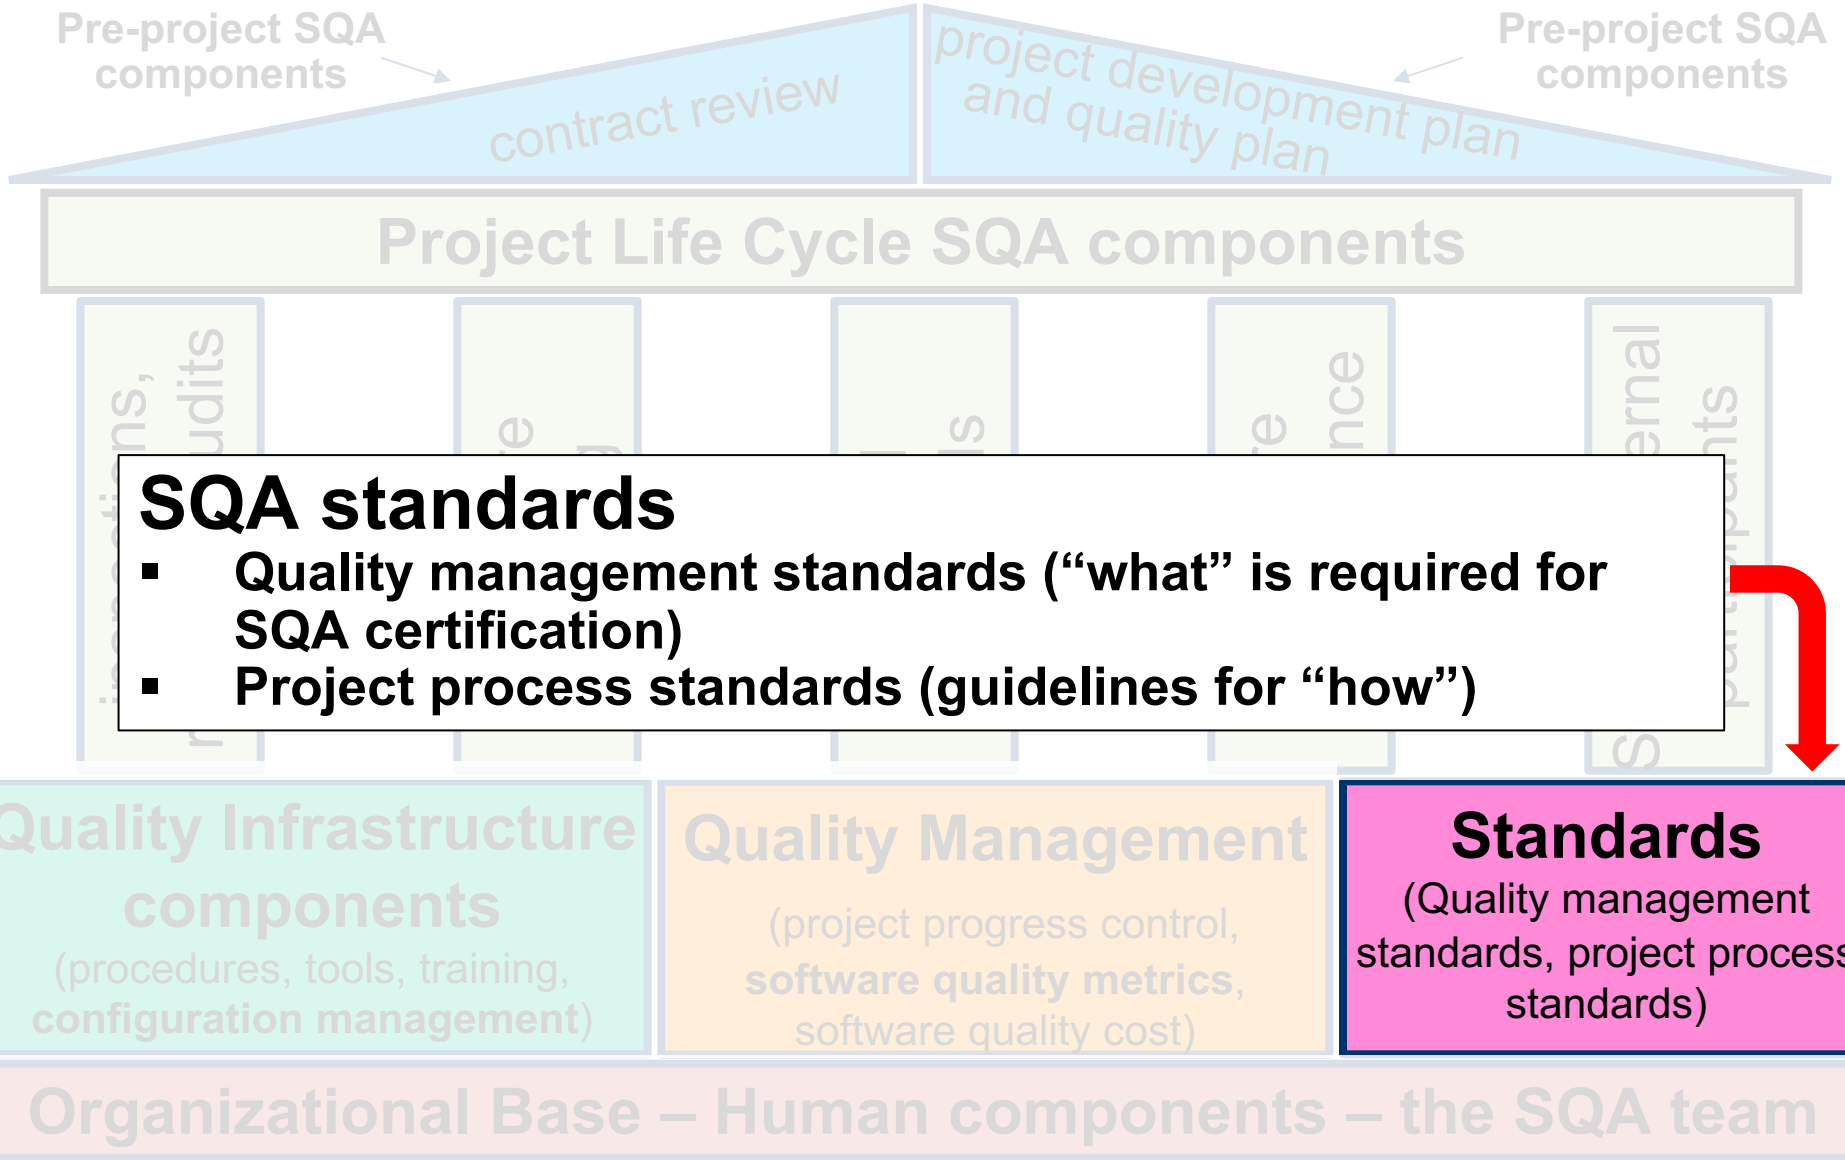 Pre-project SQA
components
Pre-project SQA
components
contract review
project development plan
and quality plan
Project Life Cycle SQA components
SQA standards
▪ Quality management standards (“what” is required for
SQA certification)
▪ Project process standards (guidelines for “how”)
Quality Infrastructure
components
(procedures, tools, training,
configuration management)
Quality Management
(project progress control,
software quality metrics,
software quality cost)
Standards
(Quality management
standards, project process
standards)
Organizational Base – Human components – the SQA team